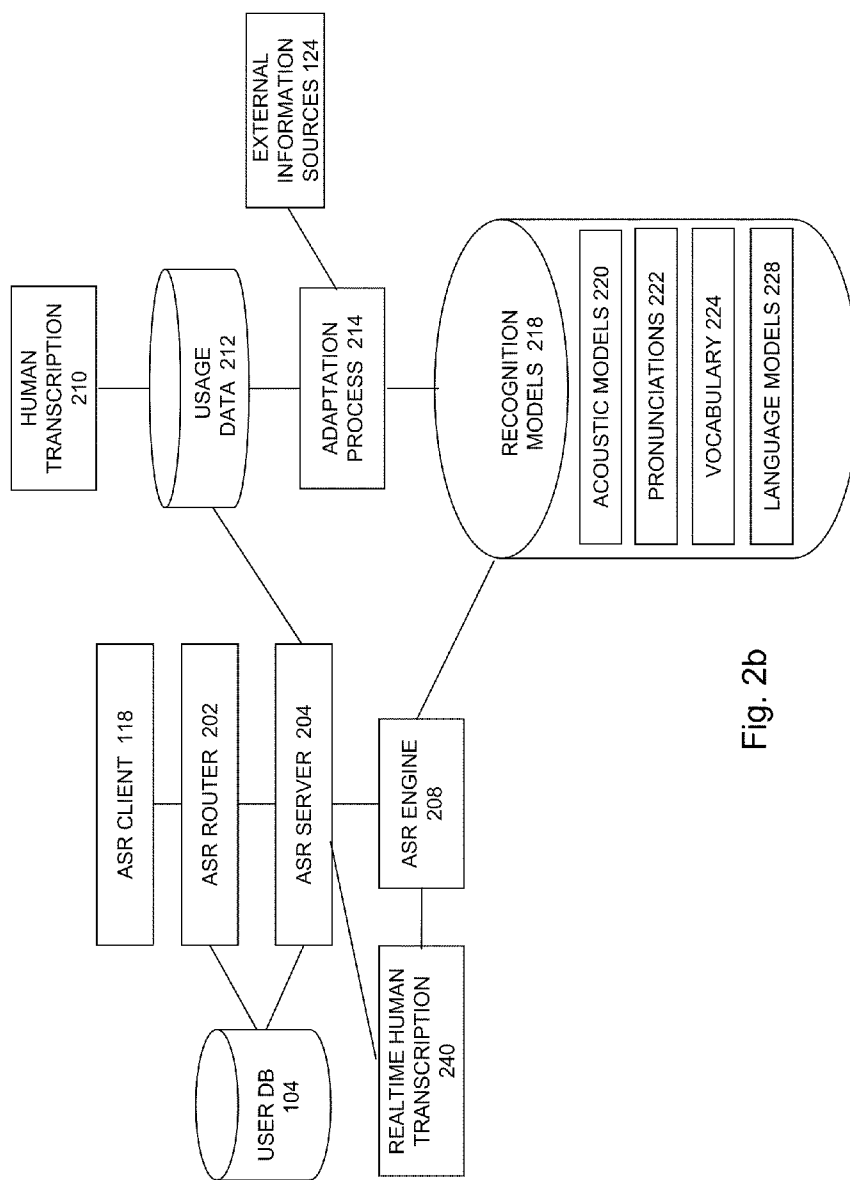 HUMAN
TRANSCRIPTION
210
USAGE
DATA 212
EXTERNAL
INFORMATION
SOURCES 124
ADAPTATION
PROCESS 214
RECOGNITION
MODELS 218
ACOUSTIC MODELS 220
PRONUNCIATIONS 222
VOCABULARY 224
LANGUAGE MODELS 228
ASR CLIENT 118
ASR ROUTER 202
ASR SERVER 204
ASR ENGINE
208
USER DB
104
REALTIME HUMAN
TRANSCRIPTION
240
Fig. 2b